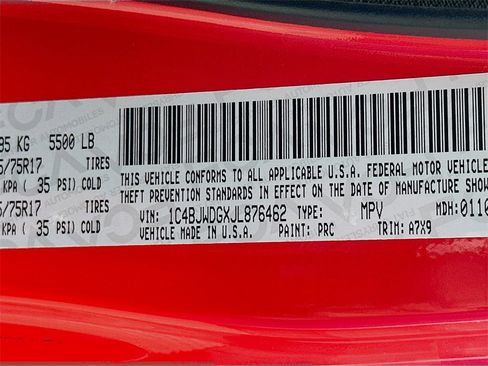 95 KG 5500 LB
5/75R17 TIRES
KPA ( 35 PSI) COLD
5/75R17 TIRES
KPA ( 35 PSI) COLD
THIS VEHICLE CONFORMS TO ALL APPLICABLE U.S.A. FEDERAL MOTOR VEHICLE
THEFT PREVENTION STANDARDS IN EFFECT ON THE DATE OF MANUFACTURE SHOW
VIN: 1C4BJWDGXJL876462 TYPE: MPV MDH:0110
VEHICLE MADE IN U.S.A. PAINT: PRC TRIM: A7X9